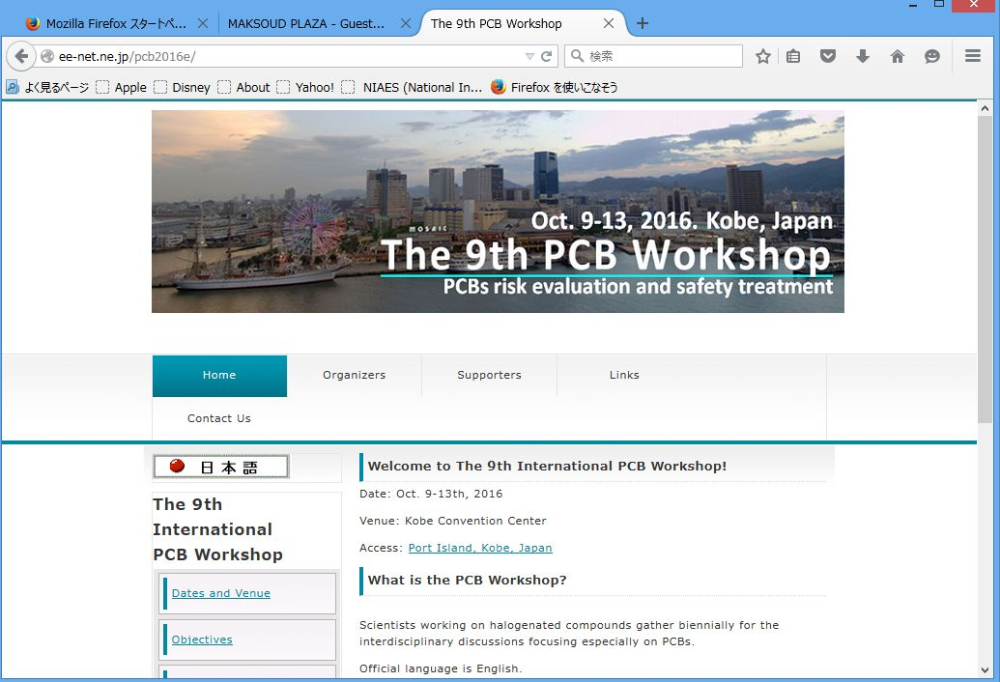 Mozilla Firefox スタートペ...
MAKSOUD PLAZA - Guest...
The 9th PCB Workshop
ee-net.ne.jp/pcb2016e/
検索
よく見るページ
Apple
Disney
About
Yahoo!
NIAES (National In...
Firefox を使いこなそう
MOSAIC
Oct. 9-13, 2016. Kobe, Japan
The 9th PCB Workshop
PCBs risk evaluation and safety treatment
Home
Organizers
Supporters
Links
Contact Us
日本語
The 9th
International
PCB Workshop
Dates and Venue
Objectives
Welcome to The 9th International PCB Workshop!
Date: Oct. 9-13th, 2016
Venue: Kobe Convention Center
Access: Port Island, Kobe, Japan
What is the PCB Workshop?
Scientists working on halogenated compounds gather biennially for the
interdisciplinary discussions focusing especially on PCBs.
Official language is English.